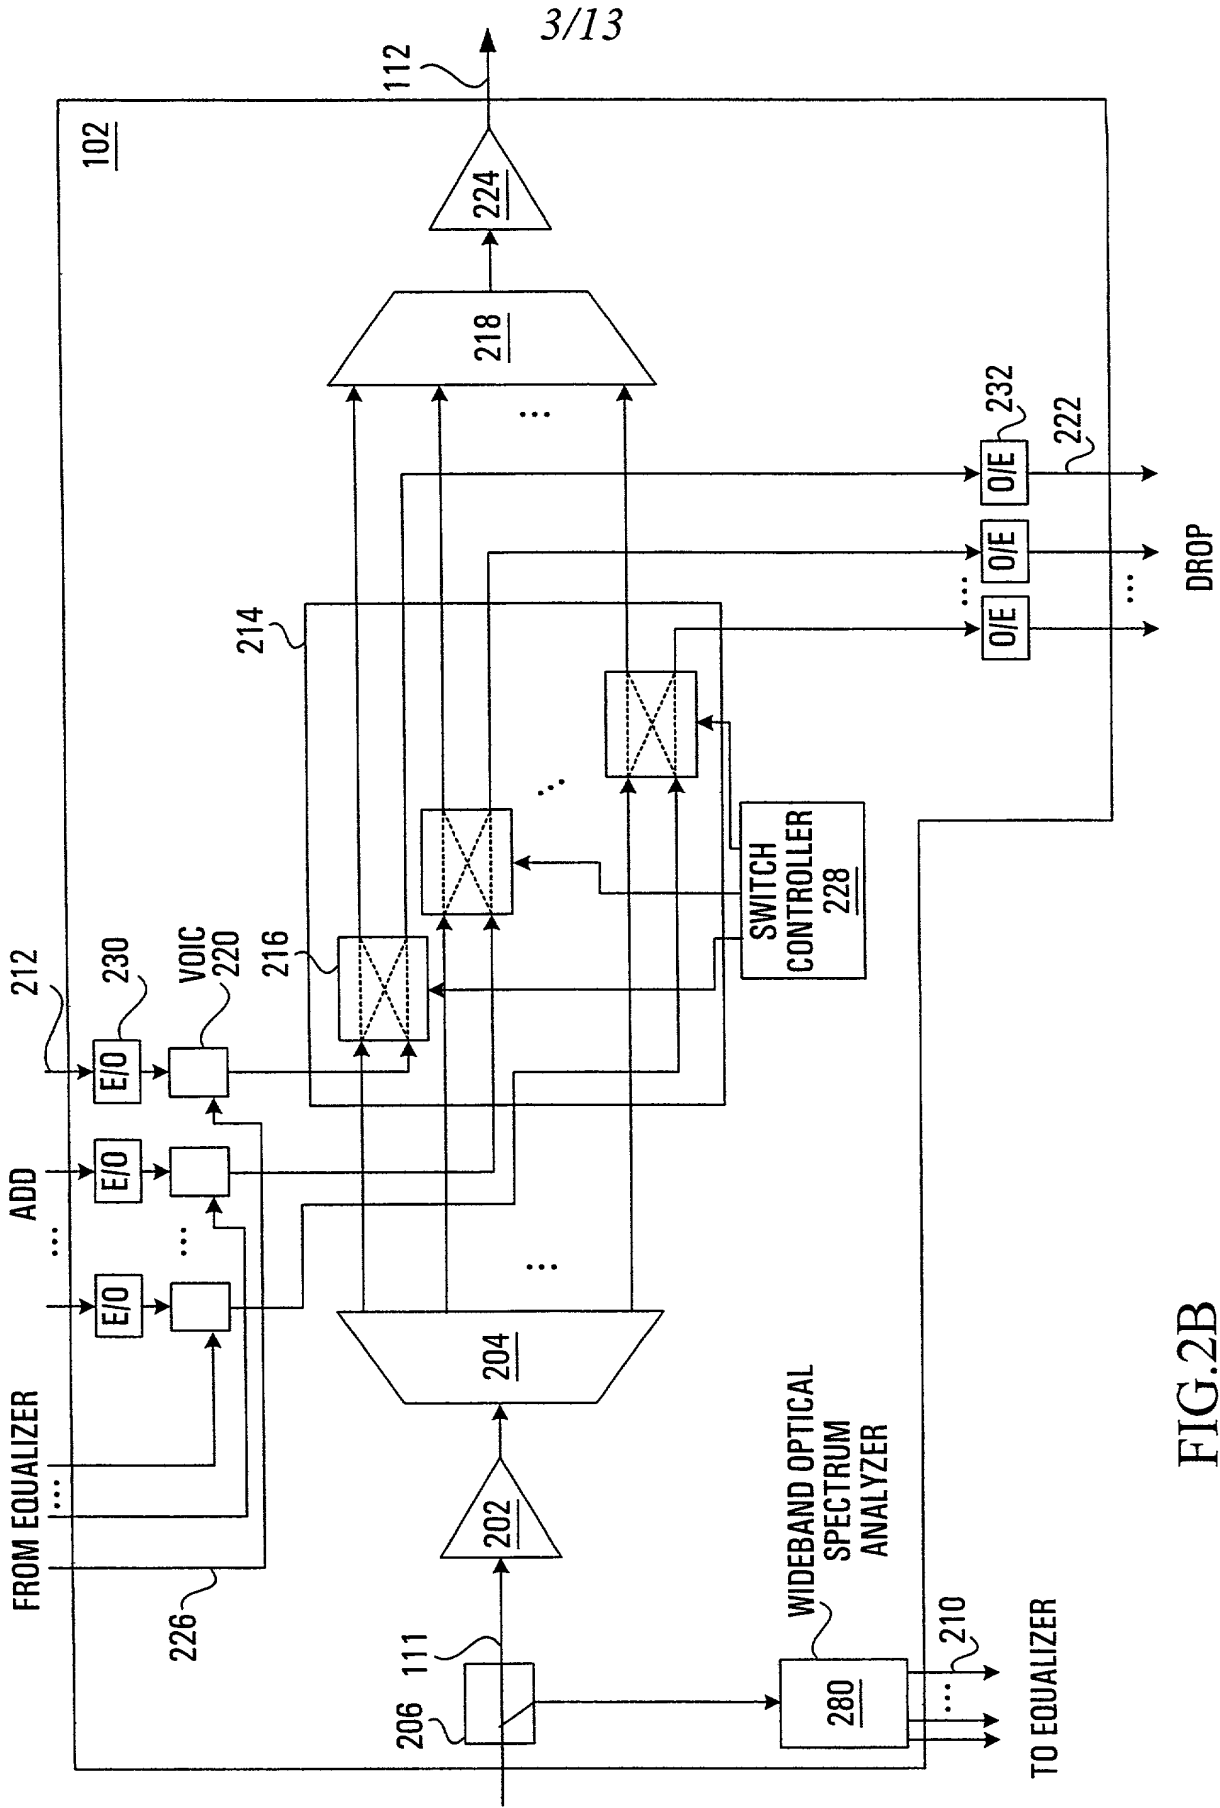 3/13
102
112
224
218
214
216
212
230
VOIC
220
E/O
E/O
E/O
ADD
...
...
FROM EQUALIZER
...
226
204
...
202
111
206
WIDEBAND OPTICAL
SPECTRUM
ANALYZER
280
210
...
TO EQUALIZER
SWITCH
CONTROLLER
228
...
...
232
O/E
O/E
O/E
...
222
...
DROP
FIG.2B